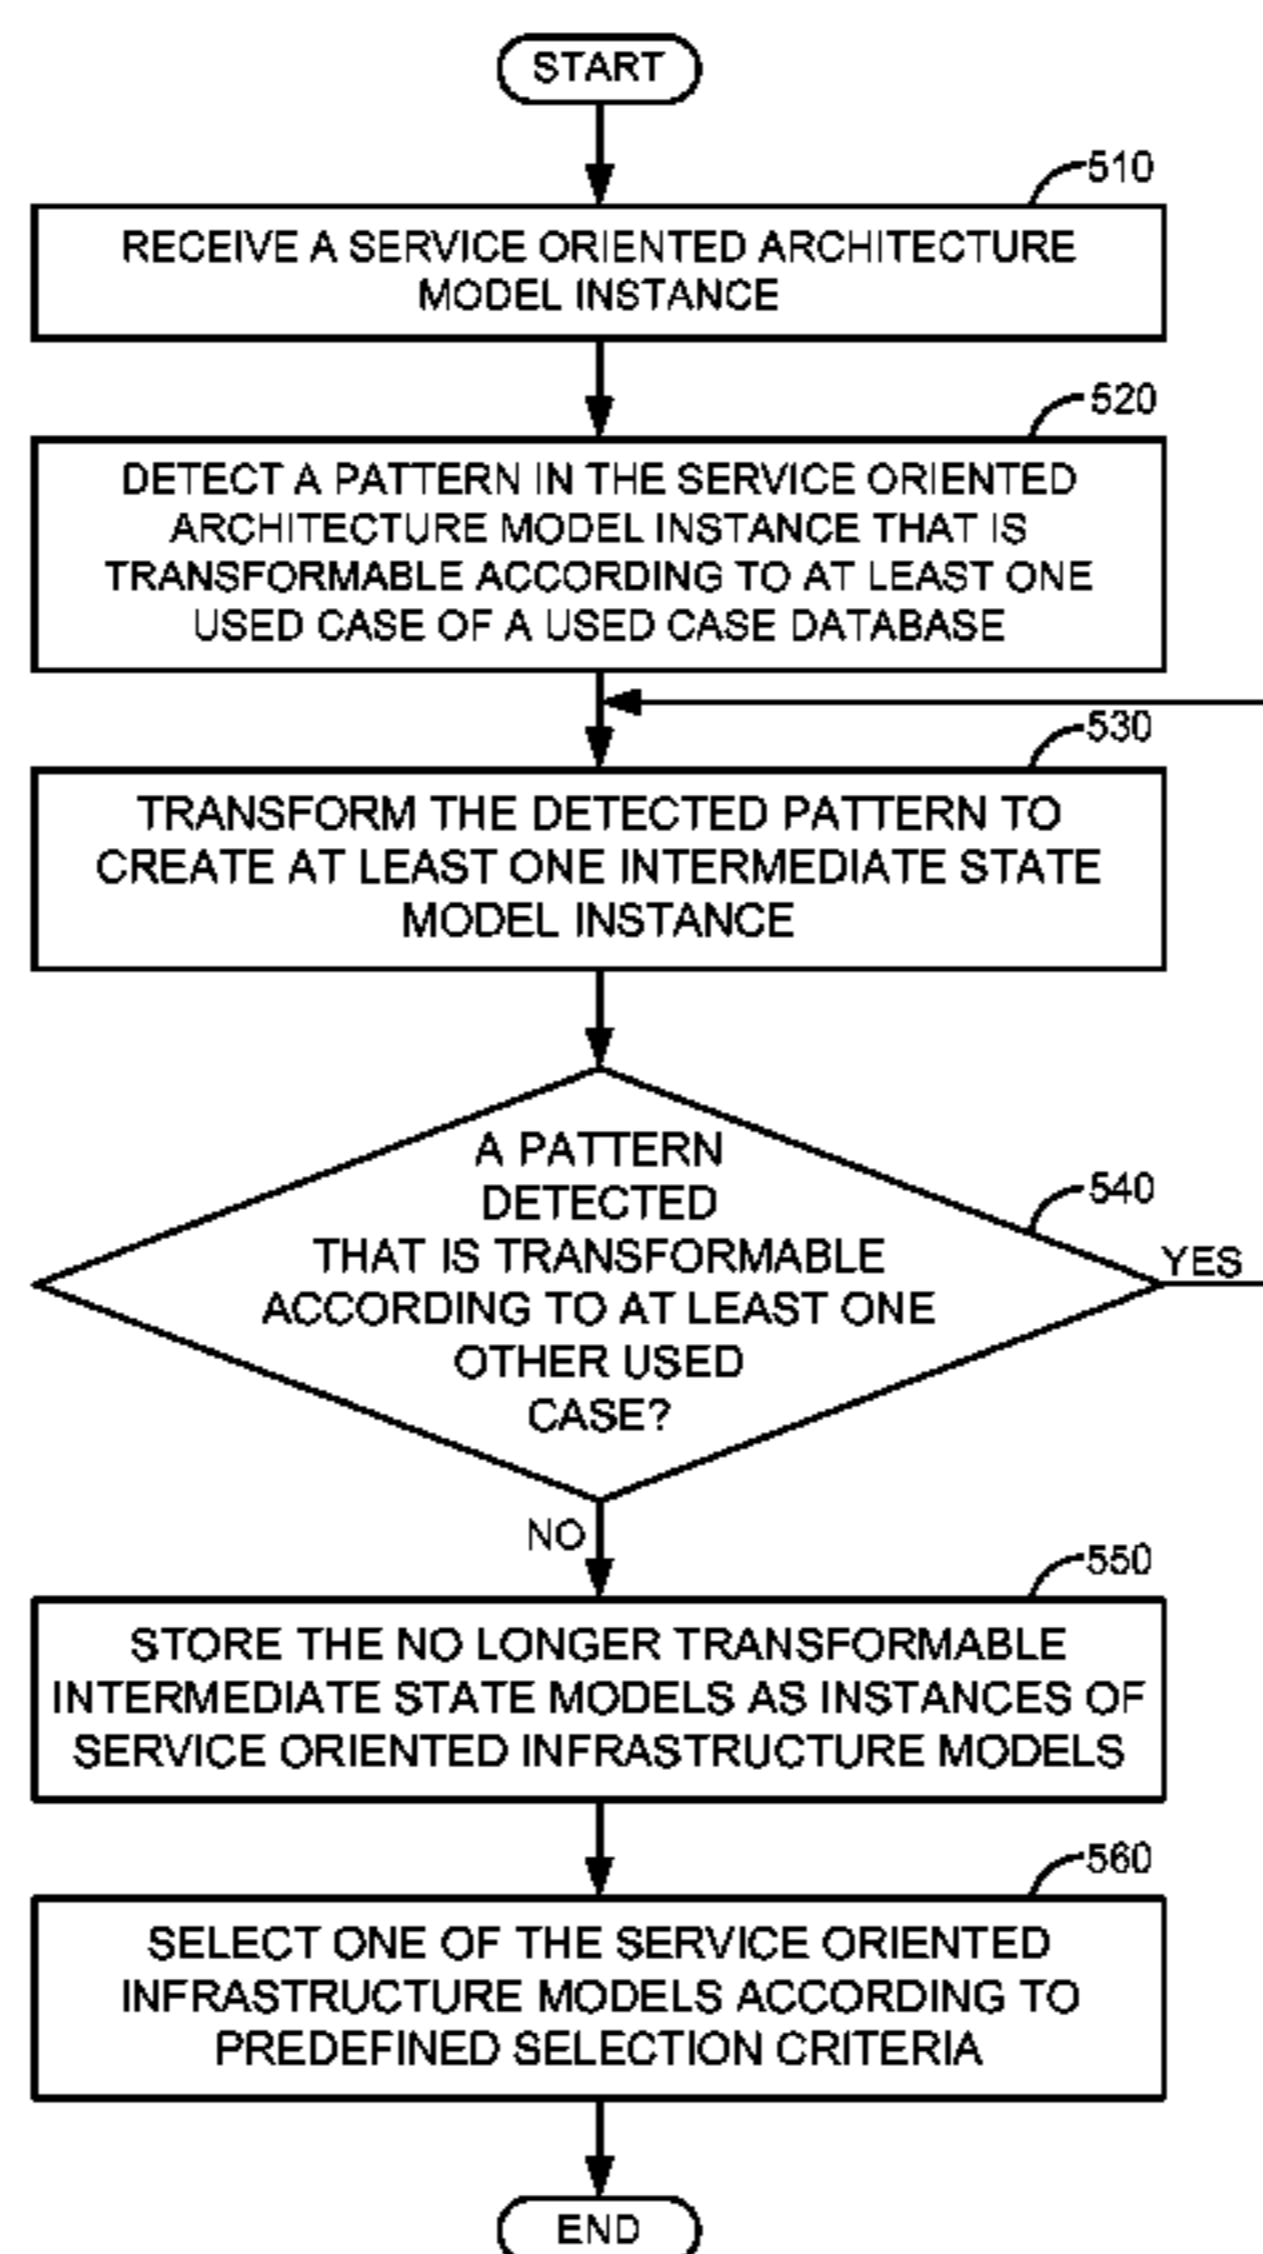 START
510
RECEIVE A SERVICE ORIENTED ARCHITECTURE
MODEL INSTANCE
520
DETECT A PATTERN IN THE SERVICE ORIENTED
ARCHITECTURE MODEL INSTANCE THAT IS
TRANSFORMABLE ACCORDING TO AT LEAST ONE
USED CASE OF A USED CASE DATABASE
530
TRANSFORM THE DETECTED PATTERN TO
CREATE AT LEAST ONE INTERMEDIATE STATE
MODEL INSTANCE
A PATTERN
DETECTED
THAT IS TRANSFORMABLE
ACCORDING TO AT LEAST ONE
OTHER USED
CASE?
540
YES
NO
550
STORE THE NO LONGER TRANSFORMABLE
INTERMEDIATE STATE MODELS AS INSTANCES OF
SERVICE ORIENTED INFRASTRUCTURE MODELS
560
SELECT ONE OF THE SERVICE ORIENTED
INFRASTRUCTURE MODELS ACCORDING TO
PREDEFINED SELECTION CRITERIA
END